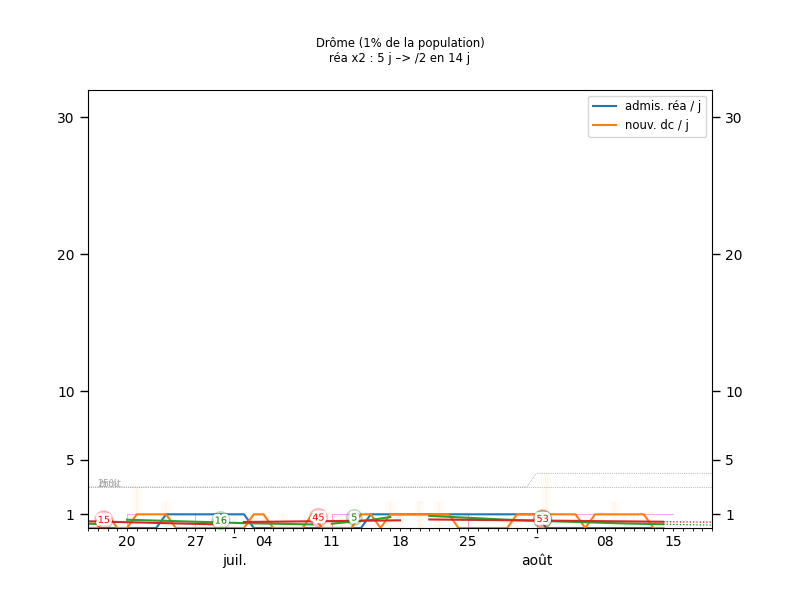 Drôme (1% de la population)
réa x2 : 5 j –> /2 en 14 j
admis. réa / j
nouv. dc / j
30 30
20 20
10 10
5 5
1 1
15 16 45 5 53
20 27 - 04 11 18 25 - 08 15
juil. août